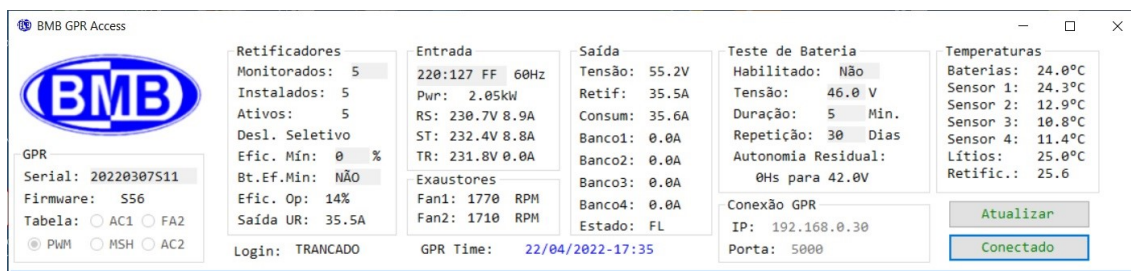 BMB GPR Access
BMB
GPR
Serial: 20220307S11
Firmware: S56
Tabela: AC1 FA2
PWM MSH AC2
Retificadores
Monitorados: 5
Instalados: 5
Ativos: 5
Desl. Seletivo
Efic. Mín: 0 %
Bt.Ef.Min: NÃO
Efic. Op: 14%
Saída UR: 35.5A
Login: TRANCADO
Entrada
220:127 FF 60Hz
Pwr: 2.05kW
RS: 230.7V 8.9A
ST: 232.4V 8.8A
TR: 231.8V 0.0A
Exaustores
Fan1: 1770 RPM
Fan2: 1710 RPM
GPR Time: 22/04/2022-17:35
Saída
Tensão: 55.2V
Retif: 35.5A
Consum: 35.6A
Banco1: 0.0A
Banco2: 0.0A
Banco3: 0.0A
Banco4: 0.0A
Estado: FL
Teste de Bateria
Habilitado: Não
Tensão: 46.0 V
Duração: 5 Min.
Repetição: 30 Dias
Autonomia Residual:
0Hs para 42.0V
Conexão GPR
IP: 192.168.0.30
Porta: 5000
Temperaturas
Baterias: 24.0ºC
Sensor 1: 24.3ºC
Sensor 2: 12.9ºC
Sensor 3: 10.8ºC
Sensor 4: 11.4ºC
Lítios: 25.0ºC
Retific.: 25.6
Atualizar
Conectado